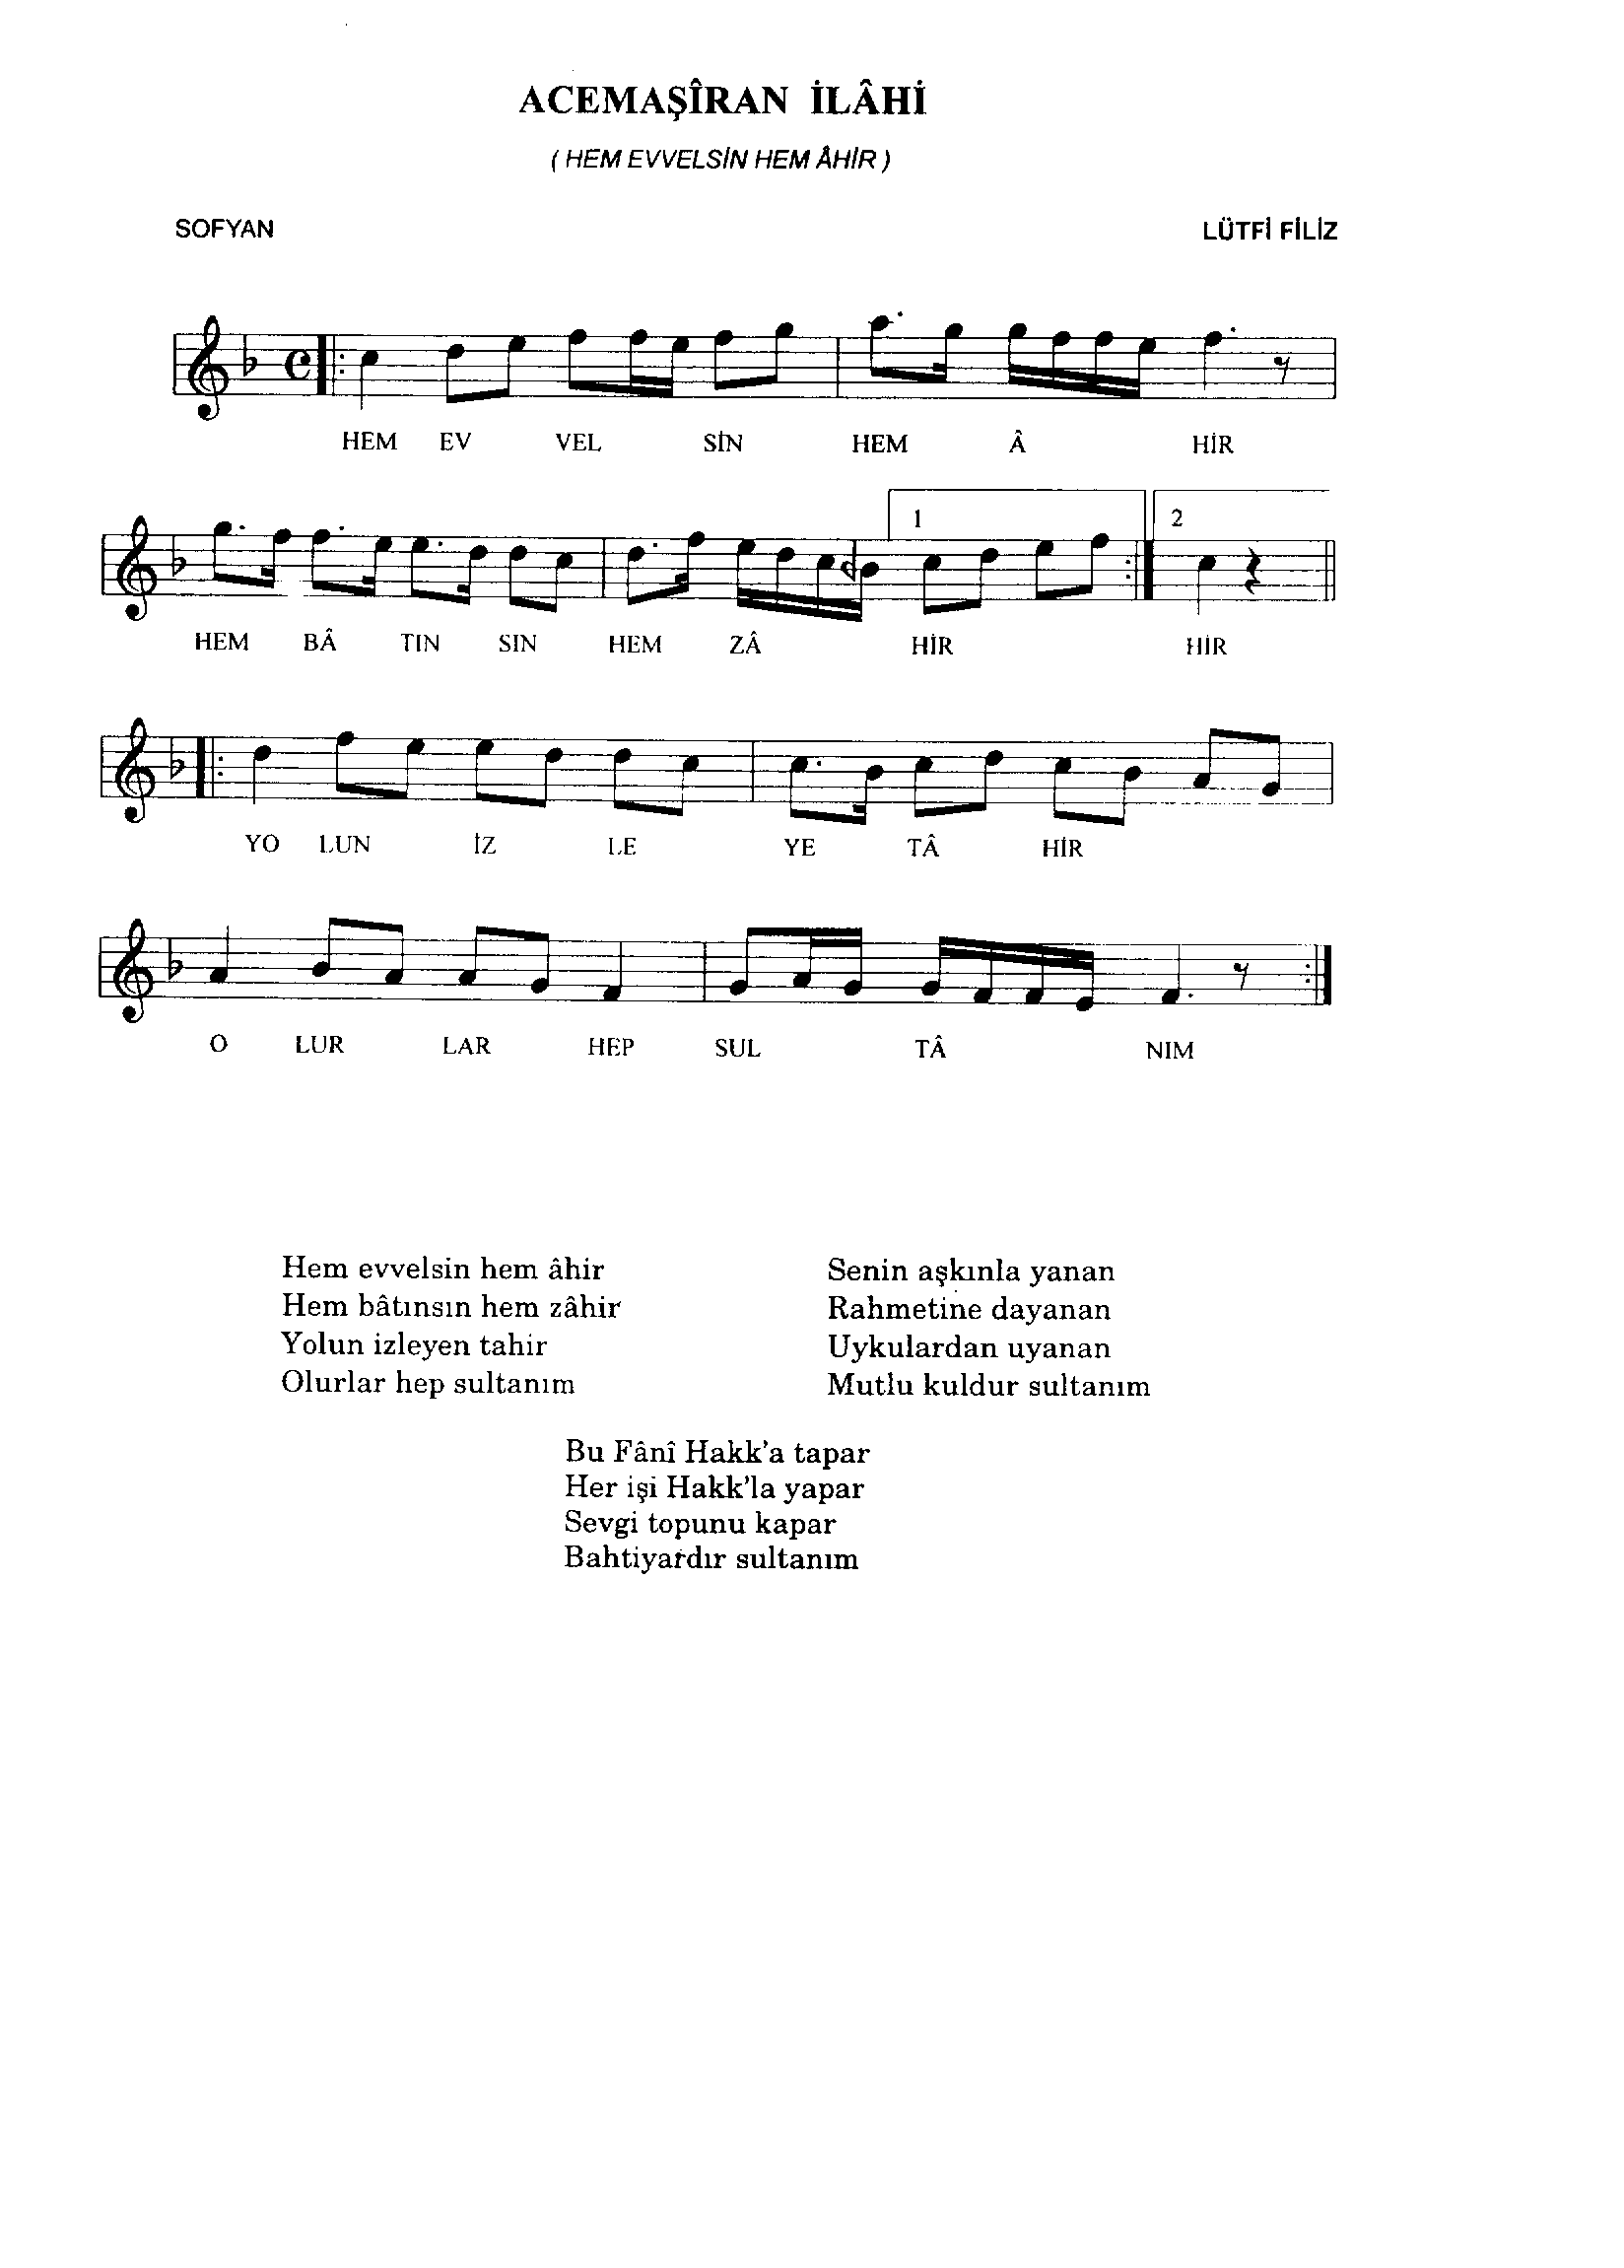 ACEMAŞÎRAN İLÂHİ
( HEM EVVELSİN HEM ÂHİR )
SOFYAN LÜTFİ FİLİZ
HEM EV VEL SİN HEM Â HİR
1 2
HEM BÂ TIN SIN HEM ZÂ HİR HİR
YO LUN İZ LE YE TÂ HİR
O LUR LAR HEP SUL TÂ NIM
Hem evvelsin hem âhir
Hem bâtınsın hem zâhir
Yolun izleyen tahir
Olurlar hep sultanım
Senin aşkınla yanan
Rahmetine dayanan
Uykulardan uyanan
Mutlu kuldur sultanım
Bu Fânî Hakk'a tapar
Her işi Hakk'la yapar
Sevgi topunu kapar
Bahtiyardır sultanım